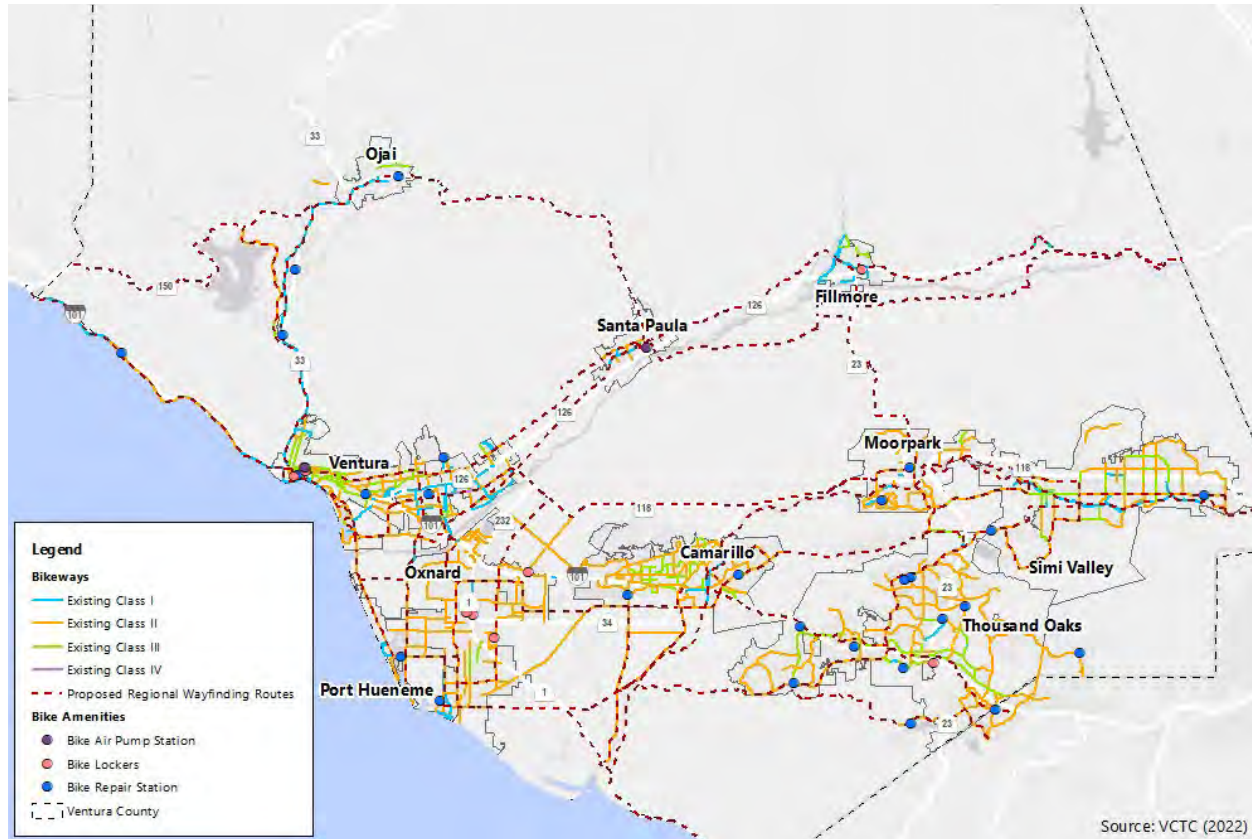 33
Ojai
150
101
33
Santa Paula
126
Fillmore
23
126
Ventura
126
101
232
118
Moorpark
118
Camarillo
101
Oxnard
1
34
Simi Valley
23
Thousand Oaks
Port Hueneme
1
23
Legend
Bikeways
Existing Class I
Existing Class II
Existing Class III
Existing Class IV
Proposed Regional Wayfinding Routes
Bike Amenities
Bike Air Pump Station
Bike Lockers
Bike Repair Station
Ventura County
Source: VCTC (2022)